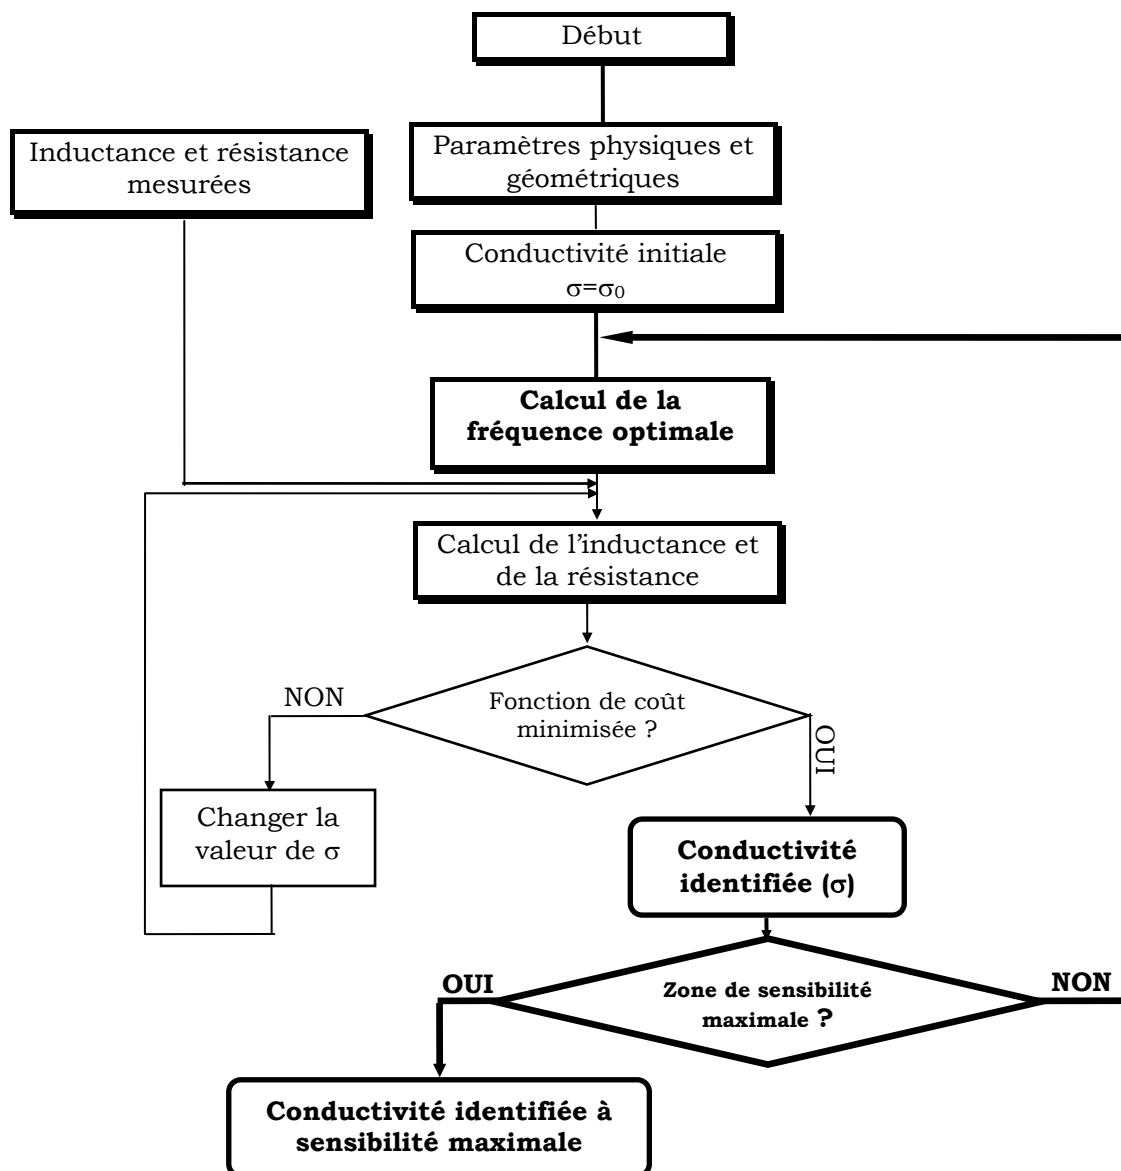 Début
Inductance et résistance
mesurées
Paramètres physiques et
géométriques
Conductivité initiale
σ=σ₀
Calcul de la
fréquence optimale
Calcul de l’inductance et
de la résistance
NON
Fonction de coût
minimisée ?
OUI
Changer la
valeur de σ
Conductivité
identifiée (σ)
OUI
Zone de sensibilité
maximale ?
NON
Conductivité identifiée à
sensibilité maximale